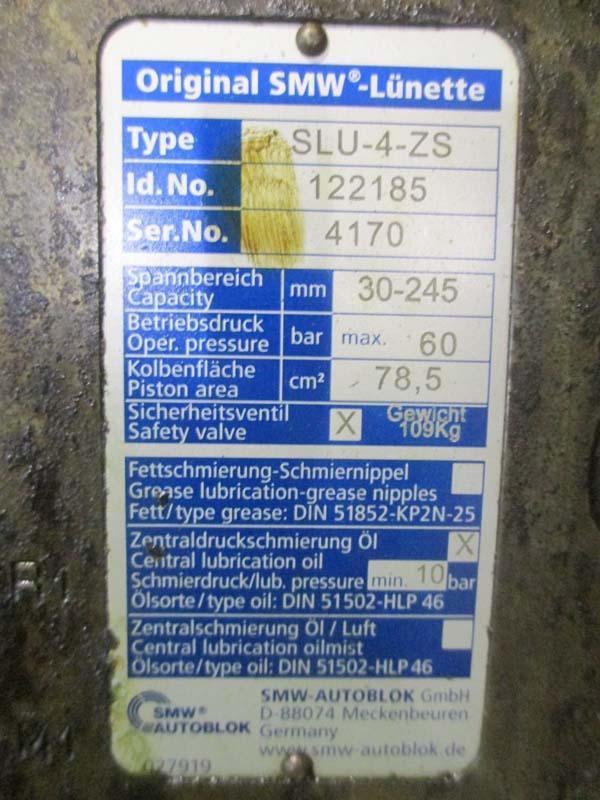 Original SMW®-Lünette
Type SLU-4-ZS
Id.No. 122185
Ser.No. 4170
Spannbereich
Capacity mm 30-245
Betriebsdruck
Oper. pressure bar max. 60
Kolbenfläche
Piston area cm² 78,5
Sicherheitsventil
Safety valve X Gewicht
109Kg
Fettschmierung-Schmiernippel
Grease lubrication-grease nipples
Fett/type grease: DIN 51852-KP2N-25
Zentraldruckschmierung Öl X
Central lubrication oil
Schmierdruck/lub. pressure min. 10 bar
Ölsorte/type oil: DIN 51502-HLP 46
Zentralschmierung Öl / Luft
Central lubrication oilmist
Ölsorte/type oil: DIN 51502-HLP 46
SMW®
AUTOBLOK
SMW-AUTOBLOK GmbH
D-88074 Meckenbeuren
Germany
www.smw-autoblok.de
027919